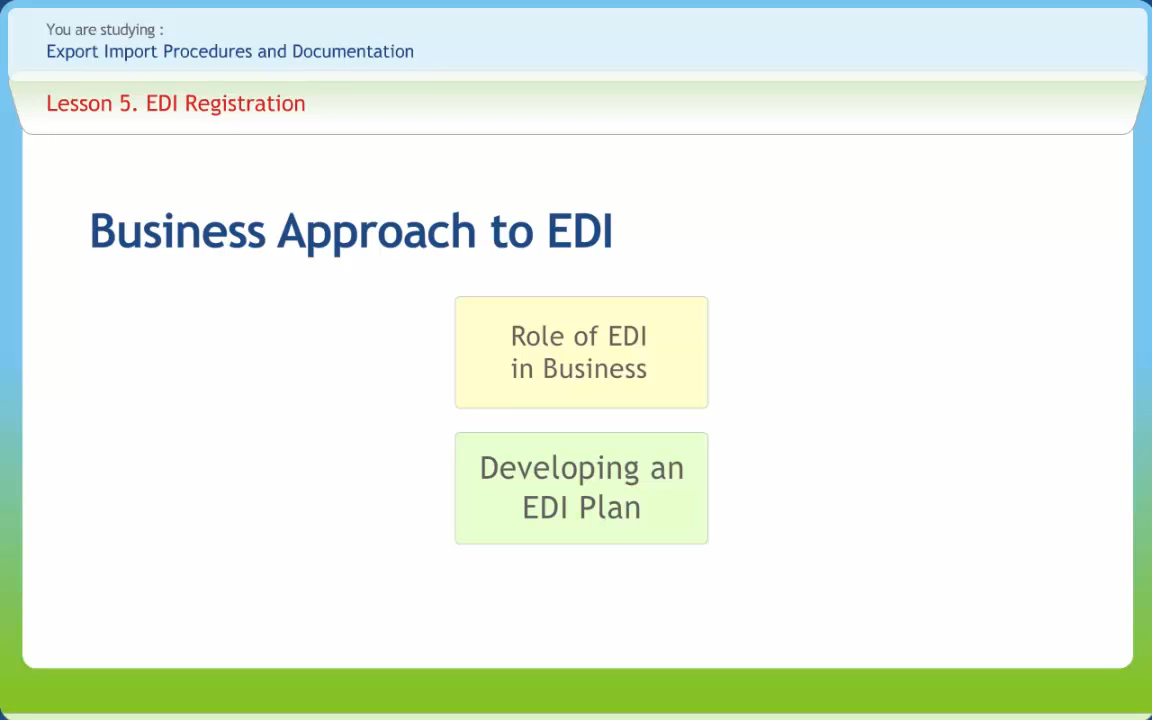 You are studying :
Export Import Procedures and Documentation
Lesson 5. EDI Registration
Business Approach to EDI
Role of EDI
in Business
Developing an
EDI Plan